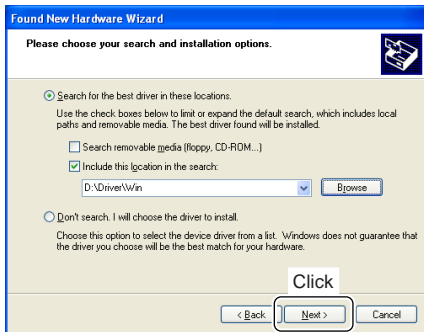 Found New Hardware Wizard
Please choose your search and installation options.
Search for the best driver in these locations.
Use the check boxes below to limit or expand the default search, which includes local
paths and removable media. The best driver found will be installed.
Search removable media (floppy, CD-ROM...)
Include this location in the search:
D:\Driver\Win
Browse
Don't search. I will choose the driver to install.
Choose this option to select the device driver from a list. Windows does not guarantee that
the driver you choose will be the best match for your hardware.
Click
< Back
Next >
Cancel